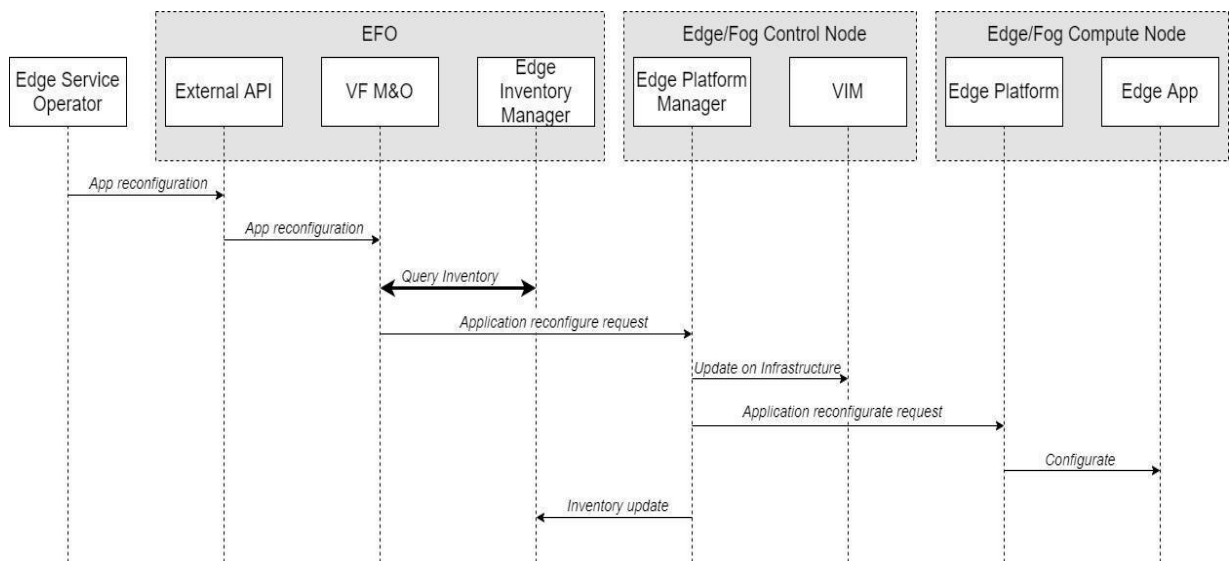 EFO
Edge/Fog Control Node
Edge/Fog Compute Node
Edge Service
Operator
External API
VF M&O
Edge
Inventory
Manager
Edge Platform
Manager
VIM
Edge Platform
Edge App
App reconfiguration
App reconfiguration
Query Inventory
Application reconfigure request
Update on Infrastructure
Application reconfigurate request
Configurate
Inventory update